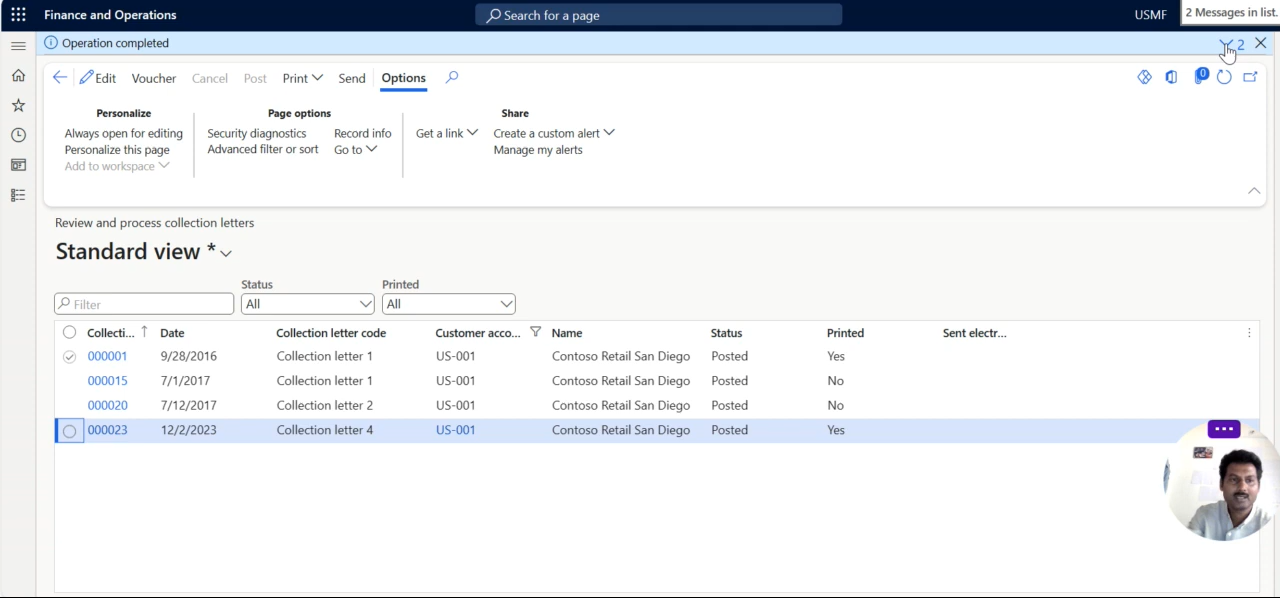 Finance and Operations
Search for a page
USMF
2 Messages in list.
Operation completed
2
Edit Voucher Cancel Post Print Send Options
0
Personalize Page options Share
Always open for editing Security diagnostics Record info Get a link Create a custom alert
Personalize this page Advanced filter or sort Go to Manage my alerts
Add to workspace
Review and process collection letters
Standard view *
Status Printed
Filter All All
Collecti... Date Collection letter code Customer acco... Name Status Printed Sent electr...
000001 9/28/2016 Collection letter 1 US-001 Contoso Retail San Diego Posted Yes
000015 7/1/2017 Collection letter 1 US-001 Contoso Retail San Diego Posted No
000020 7/12/2017 Collection letter 2 US-001 Contoso Retail San Diego Posted No
000023 12/2/2023 Collection letter 4 US-001 Contoso Retail San Diego Posted Yes